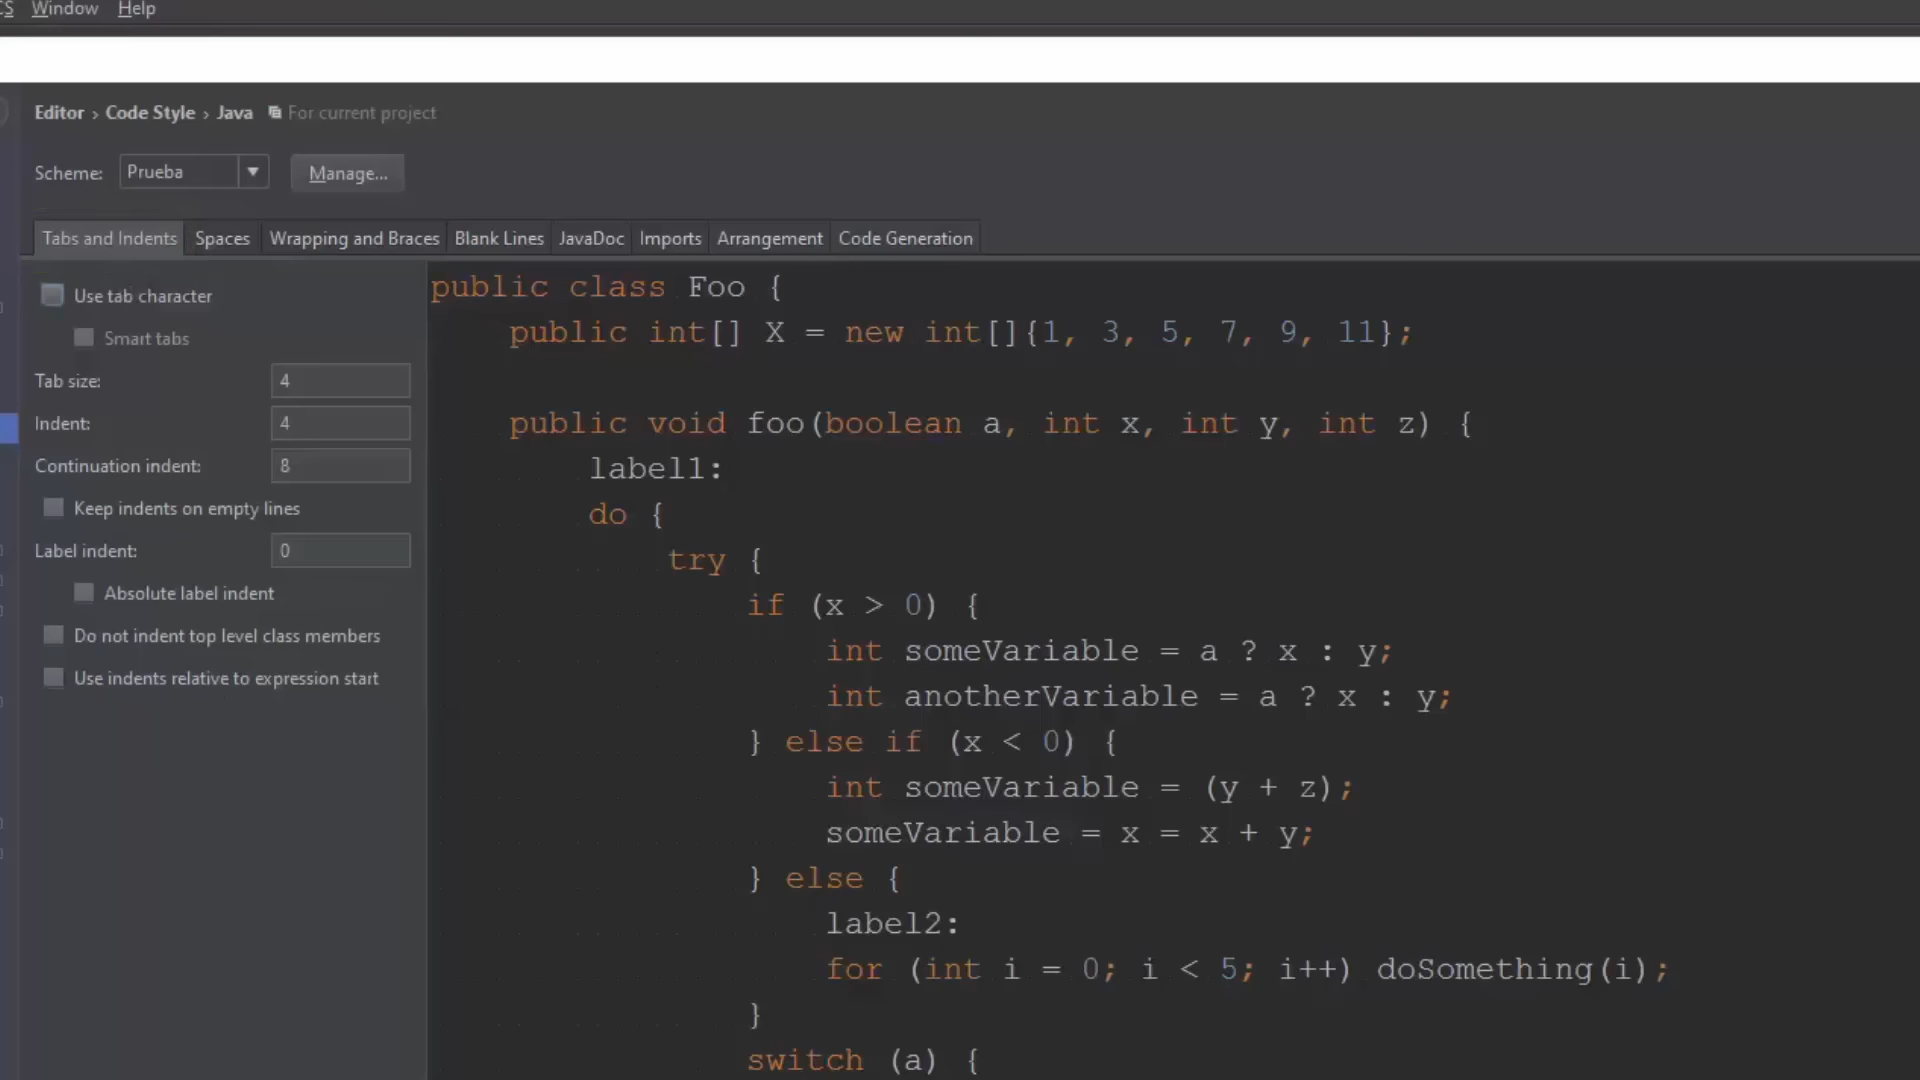 CS Window Help
Editor › Code Style › Java For current project
Scheme: Prueba Manage...
Tabs and Indents Spaces Wrapping and Braces Blank Lines JavaDoc Imports Arrangement Code Generation
Use tab character
Smart tabs
Tab size: 4
Indent: 4
Continuation indent: 8
Keep indents on empty lines
Label indent: 0
Absolute label indent
Do not indent top level class members
Use indents relative to expression start
public class Foo {
    public int[] X = new int[]{1, 3, 5, 7, 9, 11};
    public void foo(boolean a, int x, int y, int z) {
        label1:
        do {
            try {
                if (x > 0) {
                    int someVariable = a ? x : y;
                    int anotherVariable = a ? x : y;
                } else if (x < 0) {
                    int someVariable = (y + z);
                    someVariable = x = x + y;
                } else {
                    label2:
                    for (int i = 0; i < 5; i++) doSomething(i);
                }
                switch (a) {